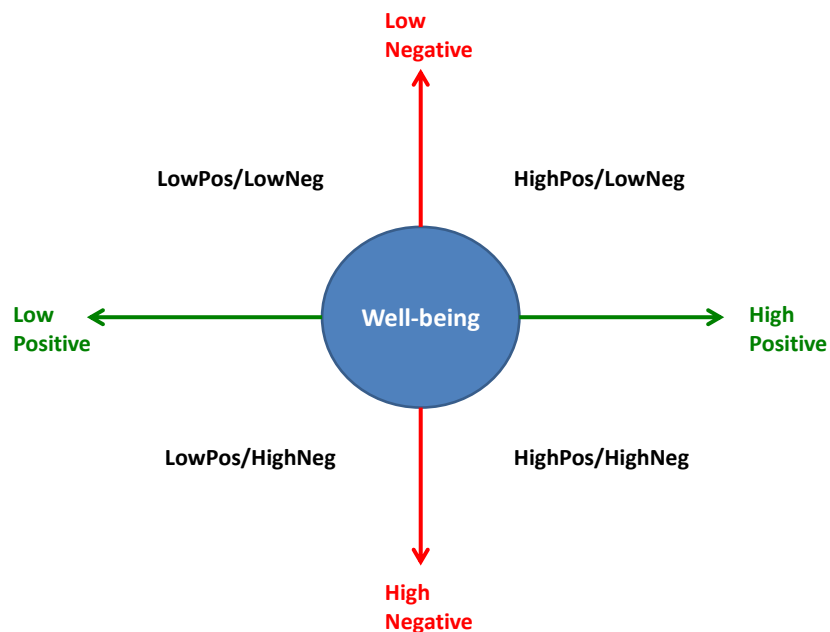 Low
Negative
LowPos/LowNeg
HighPos/LowNeg
Low
Positive
Well-being
High
Positive
LowPos/HighNeg
HighPos/HighNeg
High
Negative